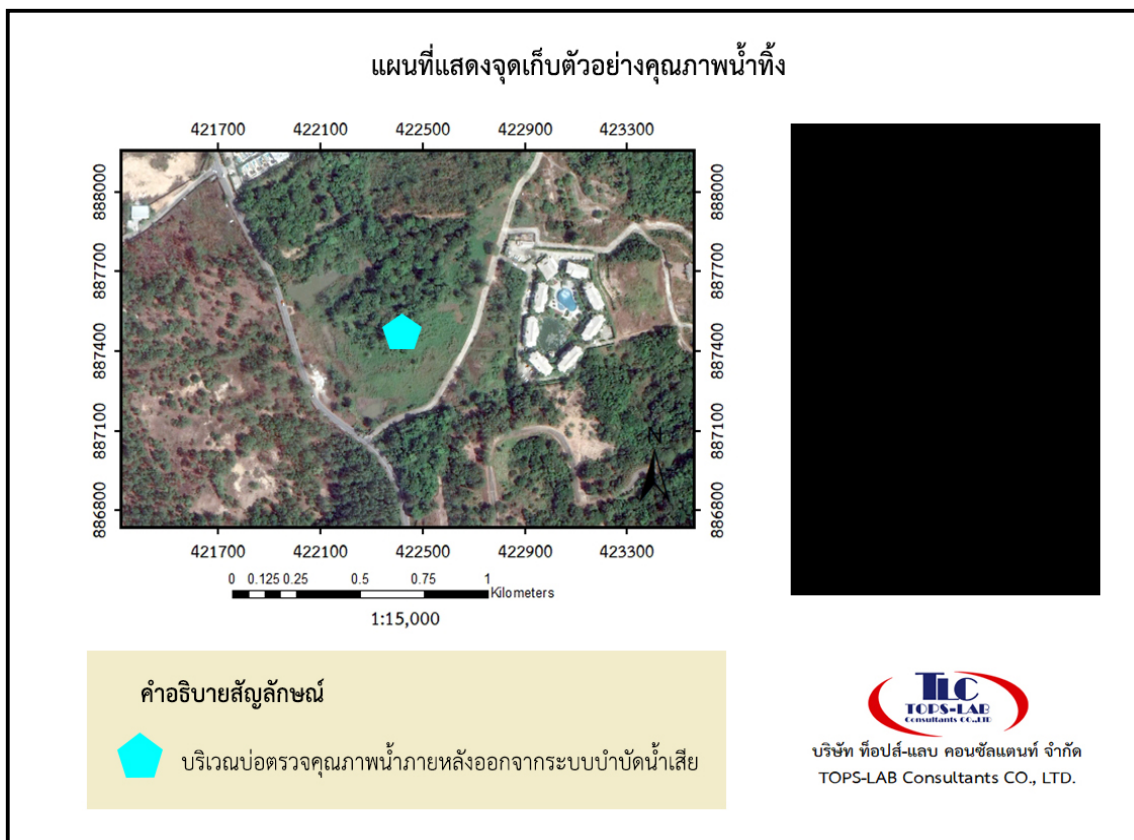 แผนที่แสดงจุดเก็บตัวอย่างคุณภาพน้ำทิ้ง
421700 422100 422500 422900 423300
888000 888000
887700 887700
887400 887400
887100 887100
N
886800 886800
421700 422100 422500 422900 423300
0 0.125 0.25 0.5 0.75 1
Kilometers
1:15,000
คำอธิบายสัญลักษณ์
บริเวณบ่อตรวจคุณภาพน้ำภายหลังออกจากระบบบำบัดน้ำเสีย
TLC
TOPS-LAB
Consultants CO.,LTD
บริษัท ท็อปส์-แลบ คอนซัลแตนท์ จำกัด
TOPS-LAB Consultants CO., LTD.